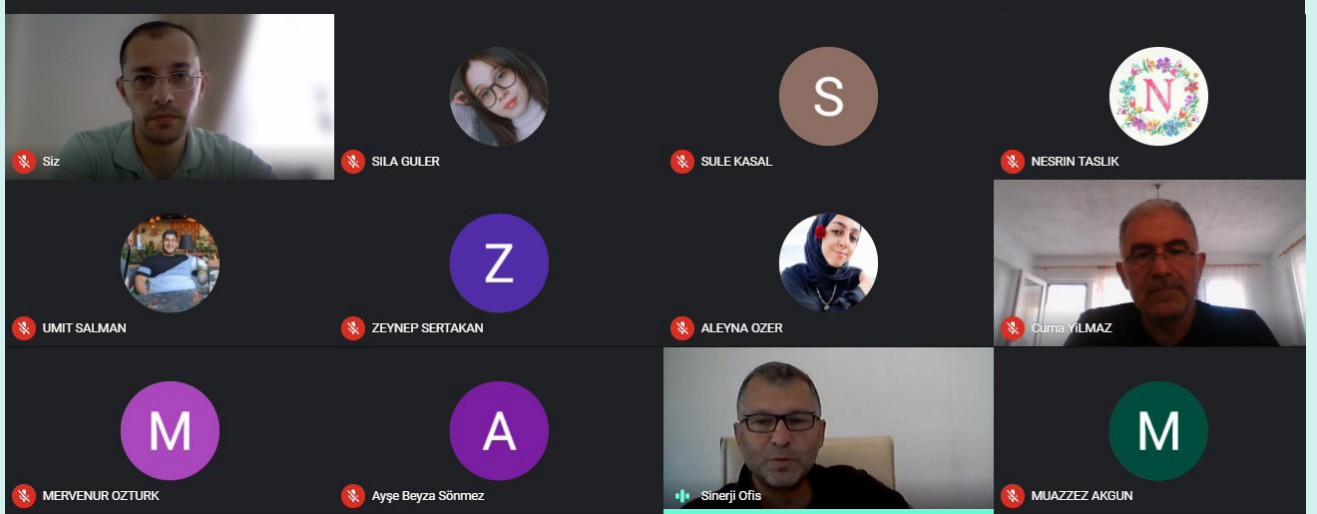 Siz
SILA GULER
S
SULE KASAL
N
NESRIN TASLIK
UMIT SALMAN
Z
ZEYNEP SERTAKAN
ALEYNA OZER
Cuma YiLMAZ
M
MERVENUR OZTURK
A
Ayşe Beyza Sönmez
Sinerji Ofis
M
MUAZZEZ AKGUN